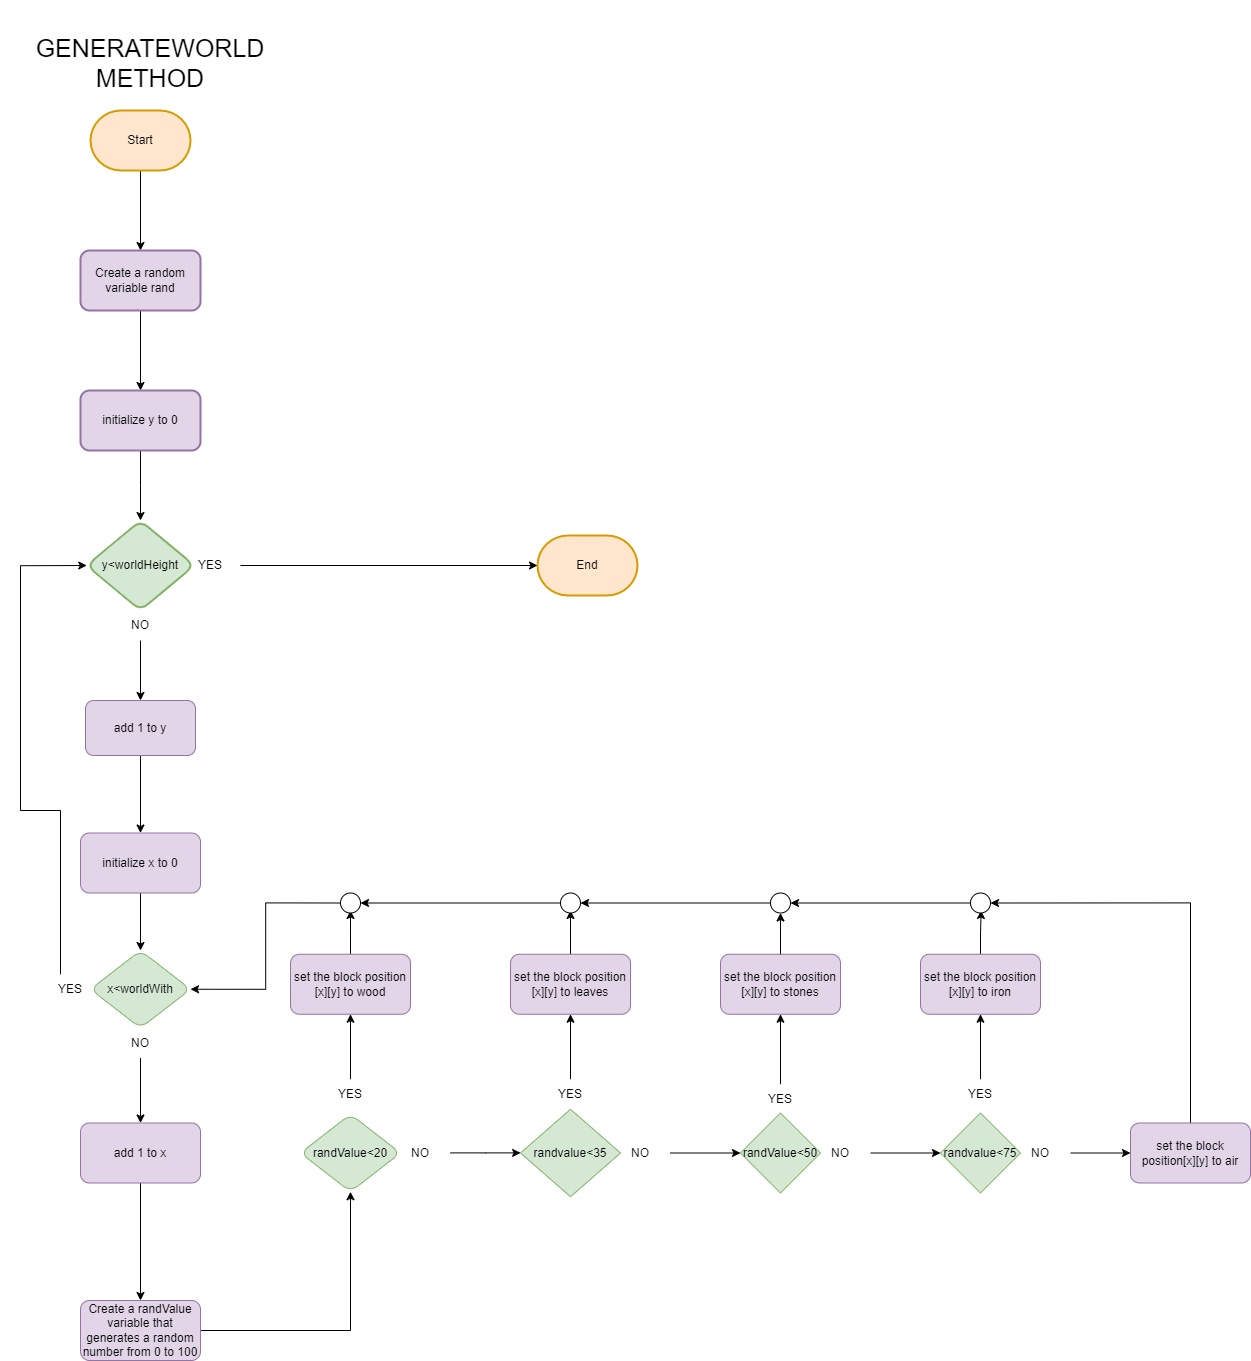 GENERATEWORLD
METHOD
Start
Create a random
variable rand
initialize y to 0
y<worldHeight
YES
End
NO
add 1 to y
initialize x to 0
YES
x<worldWith
NO
add 1 to x
Create a randValue
variable that
generates a random
number from 0 to 100
set the block position
[x][y] to wood
YES
randValue<20
NO
set the block position
[x][y] to leaves
YES
randvalue<35
NO
set the block position
[x][y] to stones
YES
randValue<50
NO
set the block position
[x][y] to iron
YES
randvalue<75
NO
set the block
position[x][y] to air